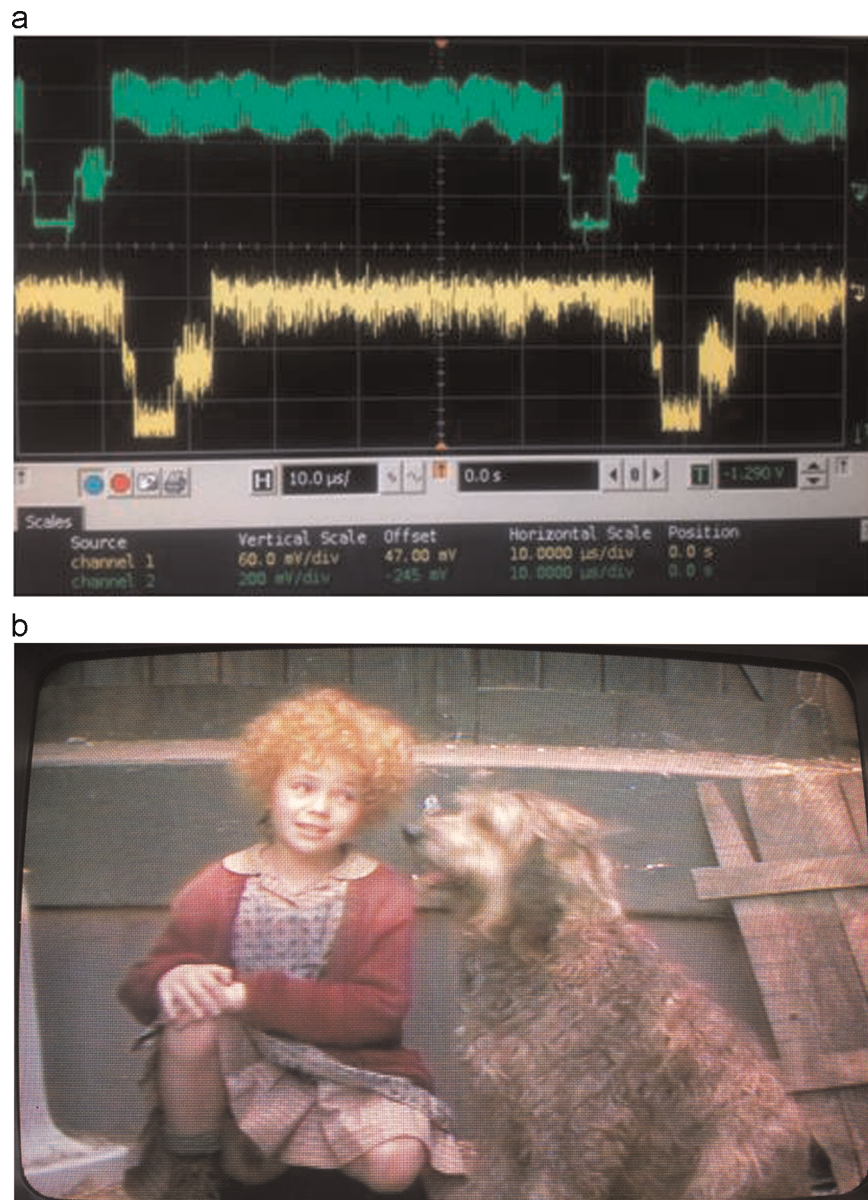 a
H 10.0 µs/ 0.0 s 0 T -1.290 V
Scales
Source Vertical Scale Offset Horizontal Scale Position
channel 1 60.0 mV/div 47.00 mV 10.0000 µs/div 0.0 s
channel 2 200 mV/div -245 mV 10.0000 µs/div 0.0 s
b